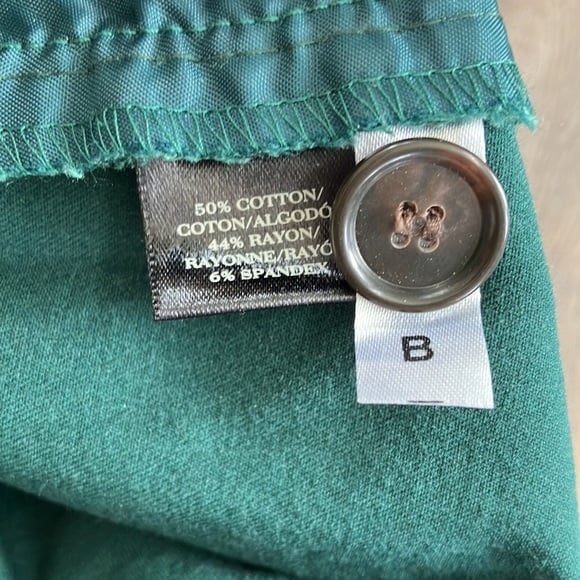 50% COTTON/
COTON/ALGODÓ
44% RAYON/
RAYONNE/RAYÓ
6% SPANDEX
B